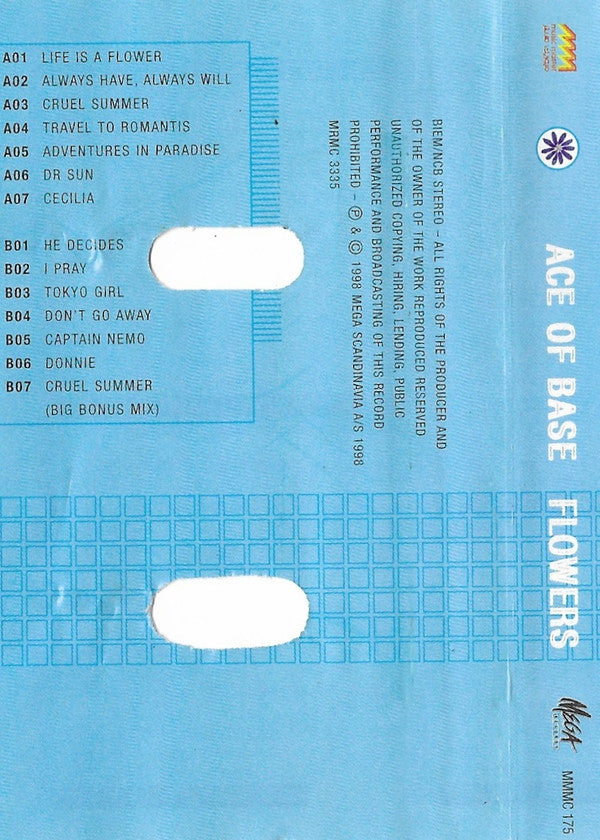 A01 LIFE IS A FLOWER
A02 ALWAYS HAVE, ALWAYS WILL
A03 CRUEL SUMMER
A04 TRAVEL TO ROMANTIS
A05 ADVENTURES IN PARADISE
A06 DR SUN
A07 CECILIA
B01 HE DECIDES
B02 I PRAY
B03 TOKYO GIRL
B04 DON'T GO AWAY
B05 CAPTAIN NEMO
B06 DONNIE
B07 CRUEL SUMMER
(BIG BONUS MIX)
BIEM/NCB STEREO – ALL RIGHTS OF THE PRODUCER AND
OF THE OWNER OF THE WORK REPRODUCED RESERVED
UNAUTHORIZED COPYING, HIRING, LENDING, PUBLIC
PERFORMANCE AND BROADCASTING OF THIS RECORD
PROHIBITED – ℗ & © 1998 MEGA SCANDINAVIA A/S 1998
MRMC 3335
ACE OF BASE FLOWERS
MEGA
RECORDS
MMMC 175